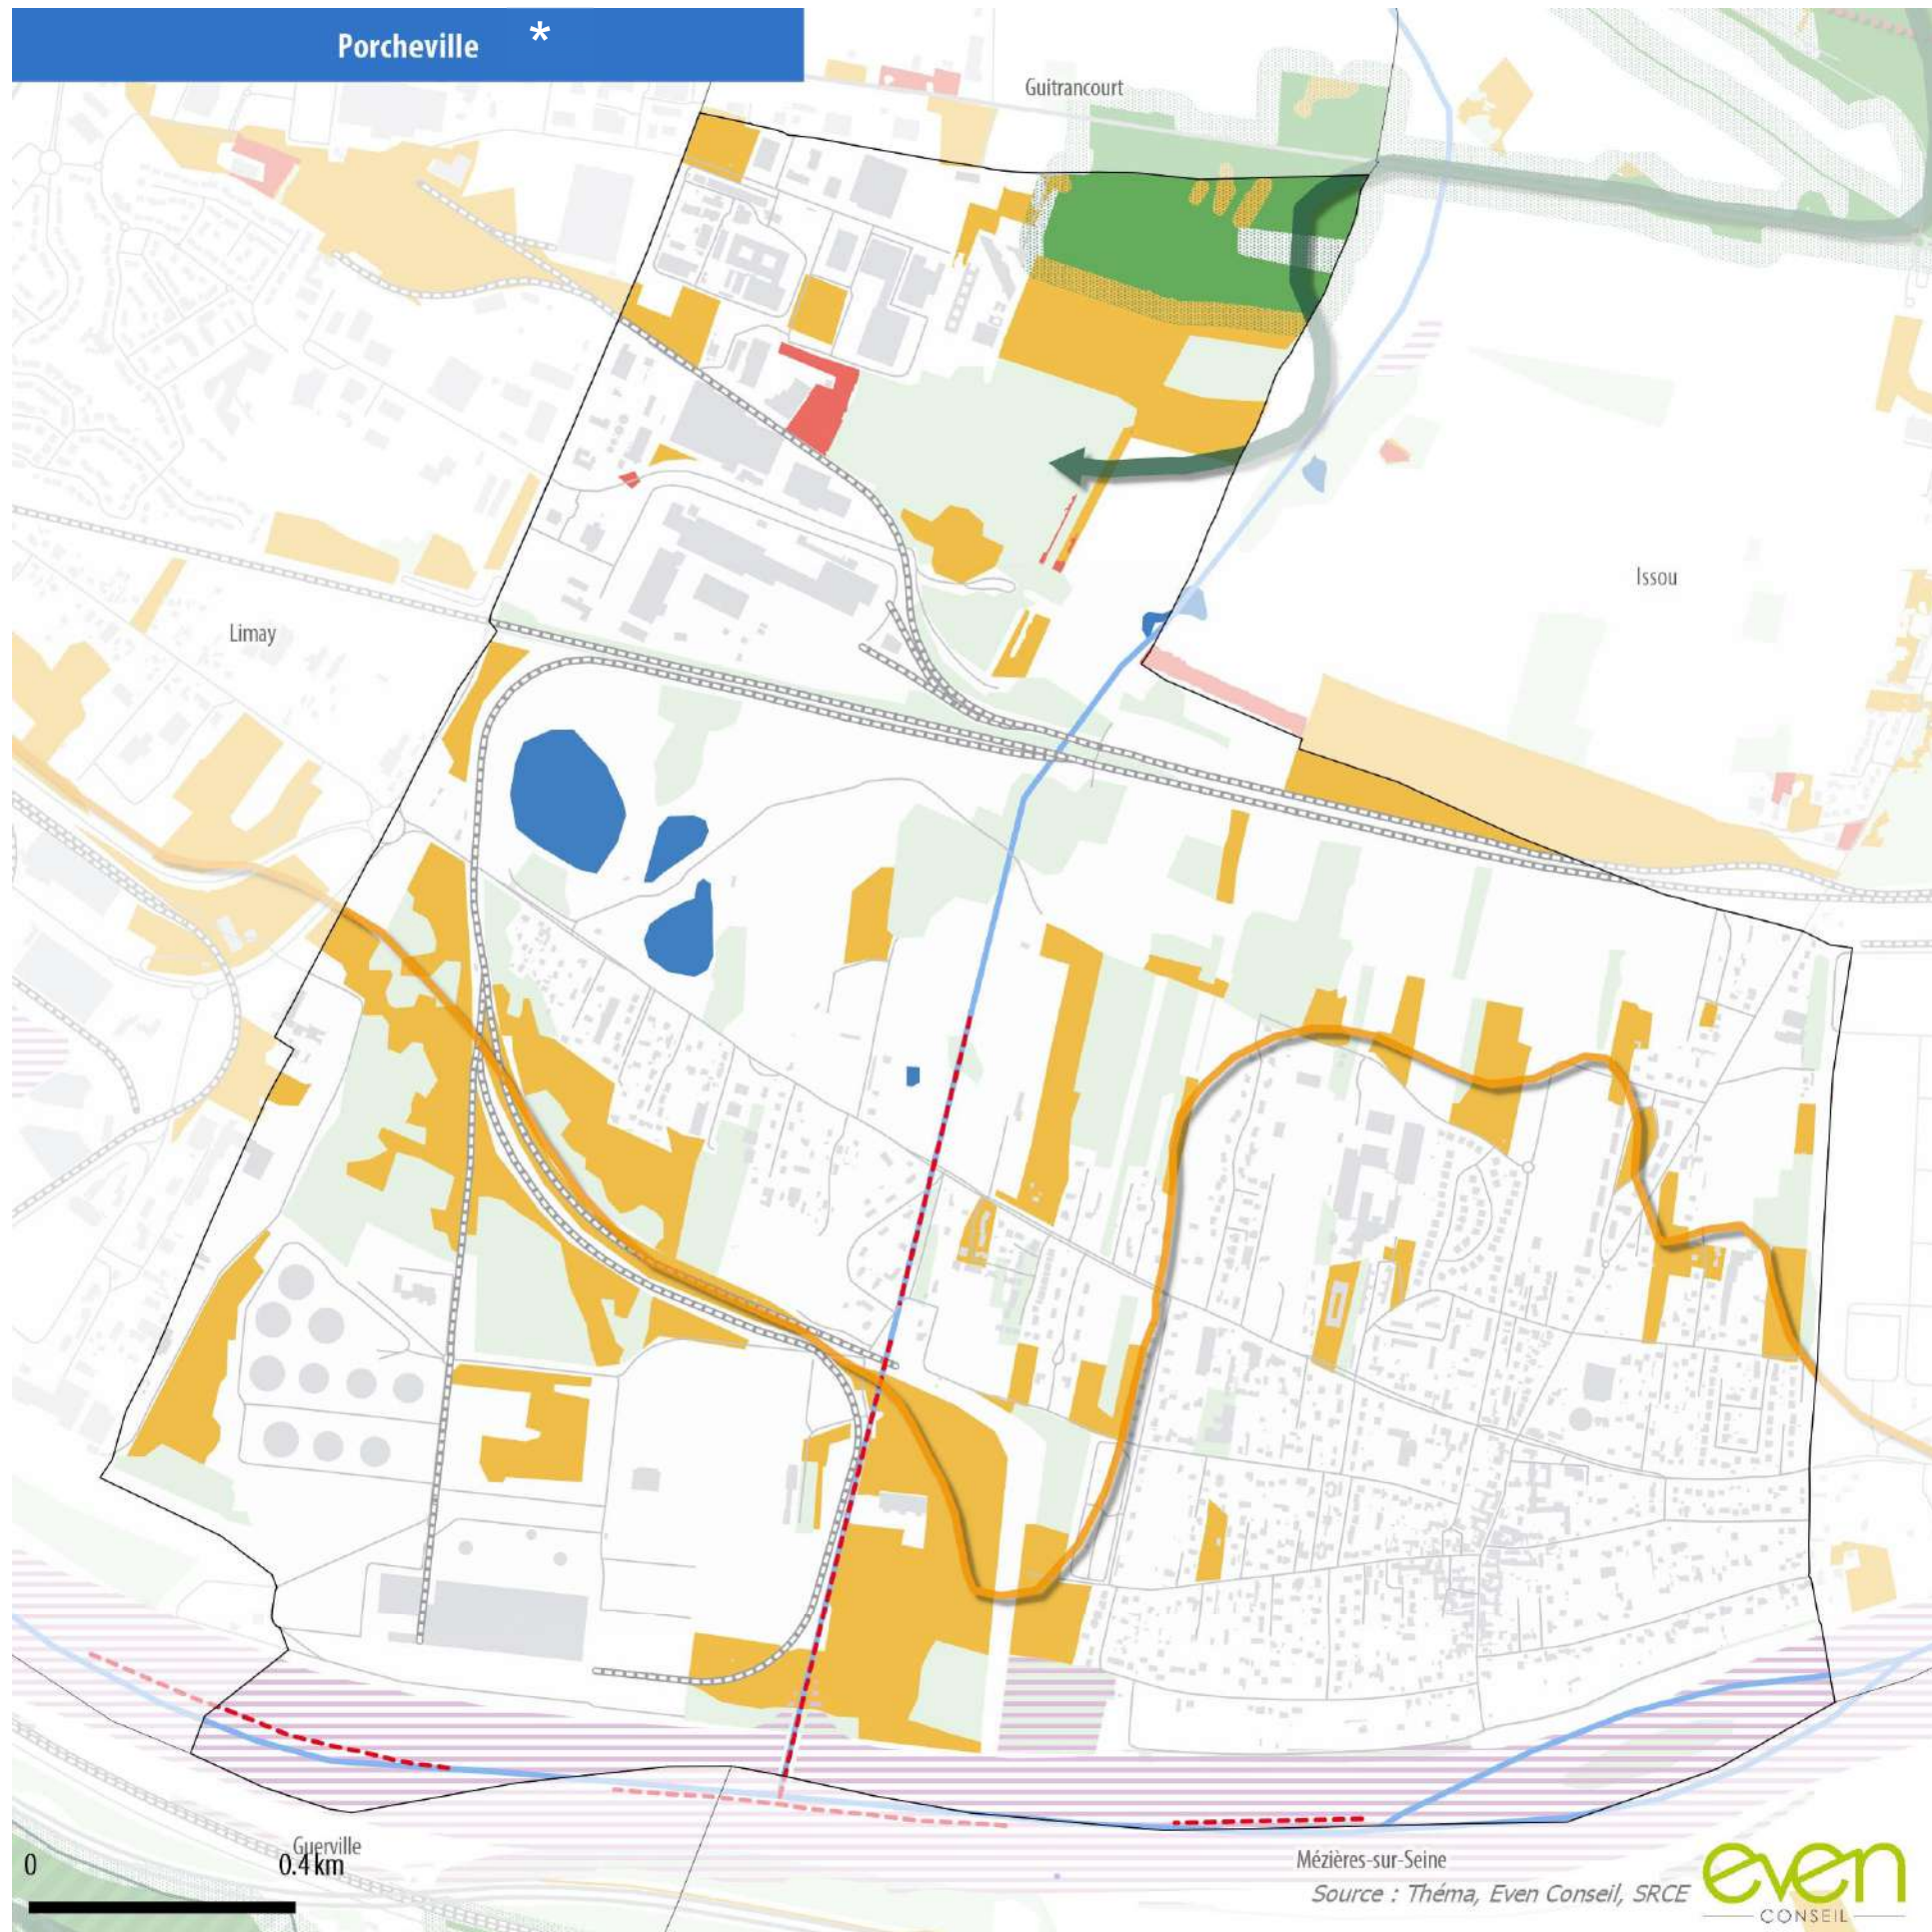 Porcheville *
Guitrancourt
Issou
Limay
Guerville
0 0.4 km
Mézières-sur-Seine
Source : Théma, Even Conseil, SRCE
even
CONSEIL